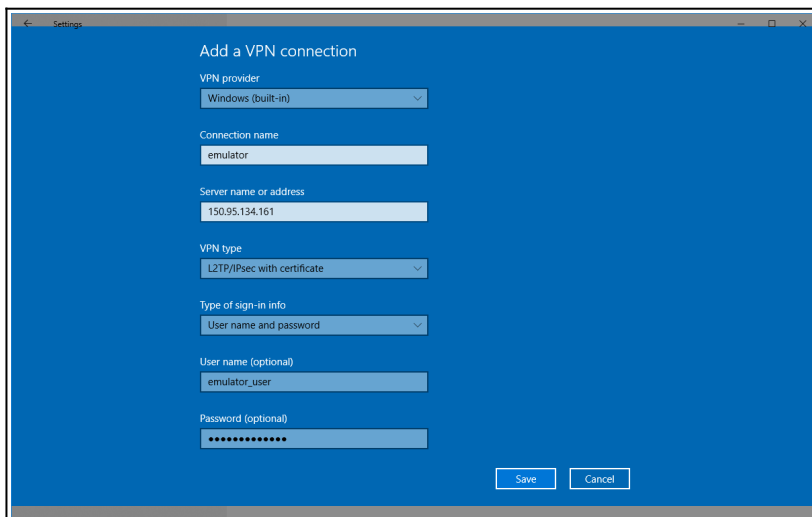 Settings
Add a VPN connection
VPN provider
Windows (built-in)
Connection name
emulator
Server name or address
150.95.134.161
VPN type
L2TP/IPsec with certificate
Type of sign-in info
User name and password
User name (optional)
emulator_user
Password (optional)
•••••••••••••
Save Cancel